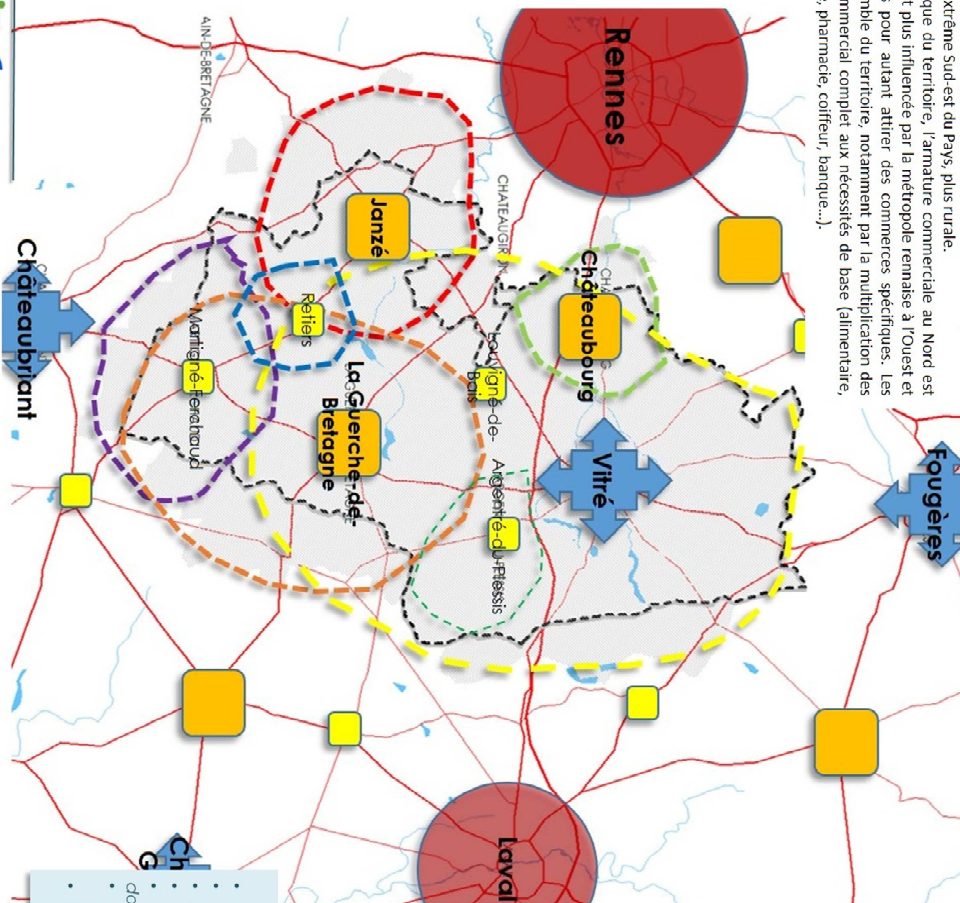 xtrême Sud-est du Pays, plus rurale.
que du territoire, l'armature commerciale au Nord est
t plus influencée par la métropole rennaise à l'Ouest et
pour autant attirer des commerces spécifiques. Les
mble du territoire, notamment par la multiplication des
mmercial complet aux nécessités de base (alimentaire,
, pharmacie, coiffeur, banque...).
Fougères
Rennes
Châteaubourg
Vitré
CHATEAUGIRON
Louvigné-de-
Bais
Argentré-du-Plessis
Laval
Janzé
La Guerche-de-
Bretagne
Retiers
AIN-DE-BRETAGNE
Martigné-Ferchaud
Ch
G
Châteaubriant